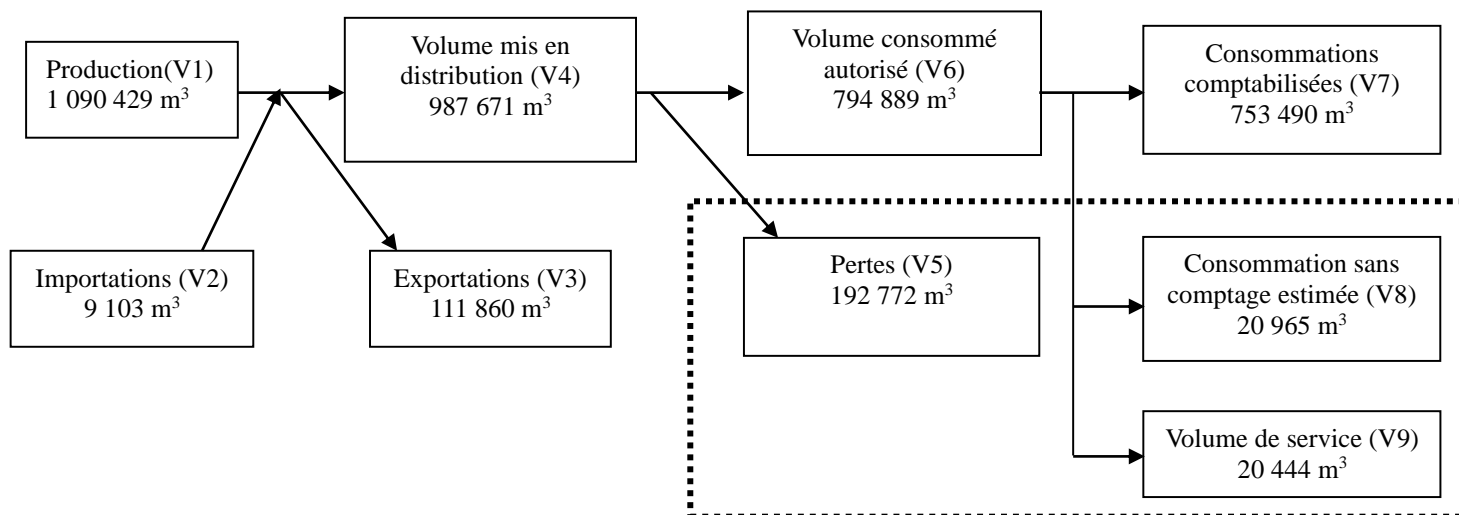 Production(V1)
1 090 429 m³
Volume mis en
distribution (V4)
987 671 m³
Volume consommé
autorisé (V6)
794 889 m³
Consommations
comptabilisées (V7)
753 490 m³
Importations (V2)
9 103 m³
Exportations (V3)
111 860 m³
Pertes (V5)
192 772 m³
Consommation sans
comptage estimée (V8)
20 965 m³
Volume de service (V9)
20 444 m³